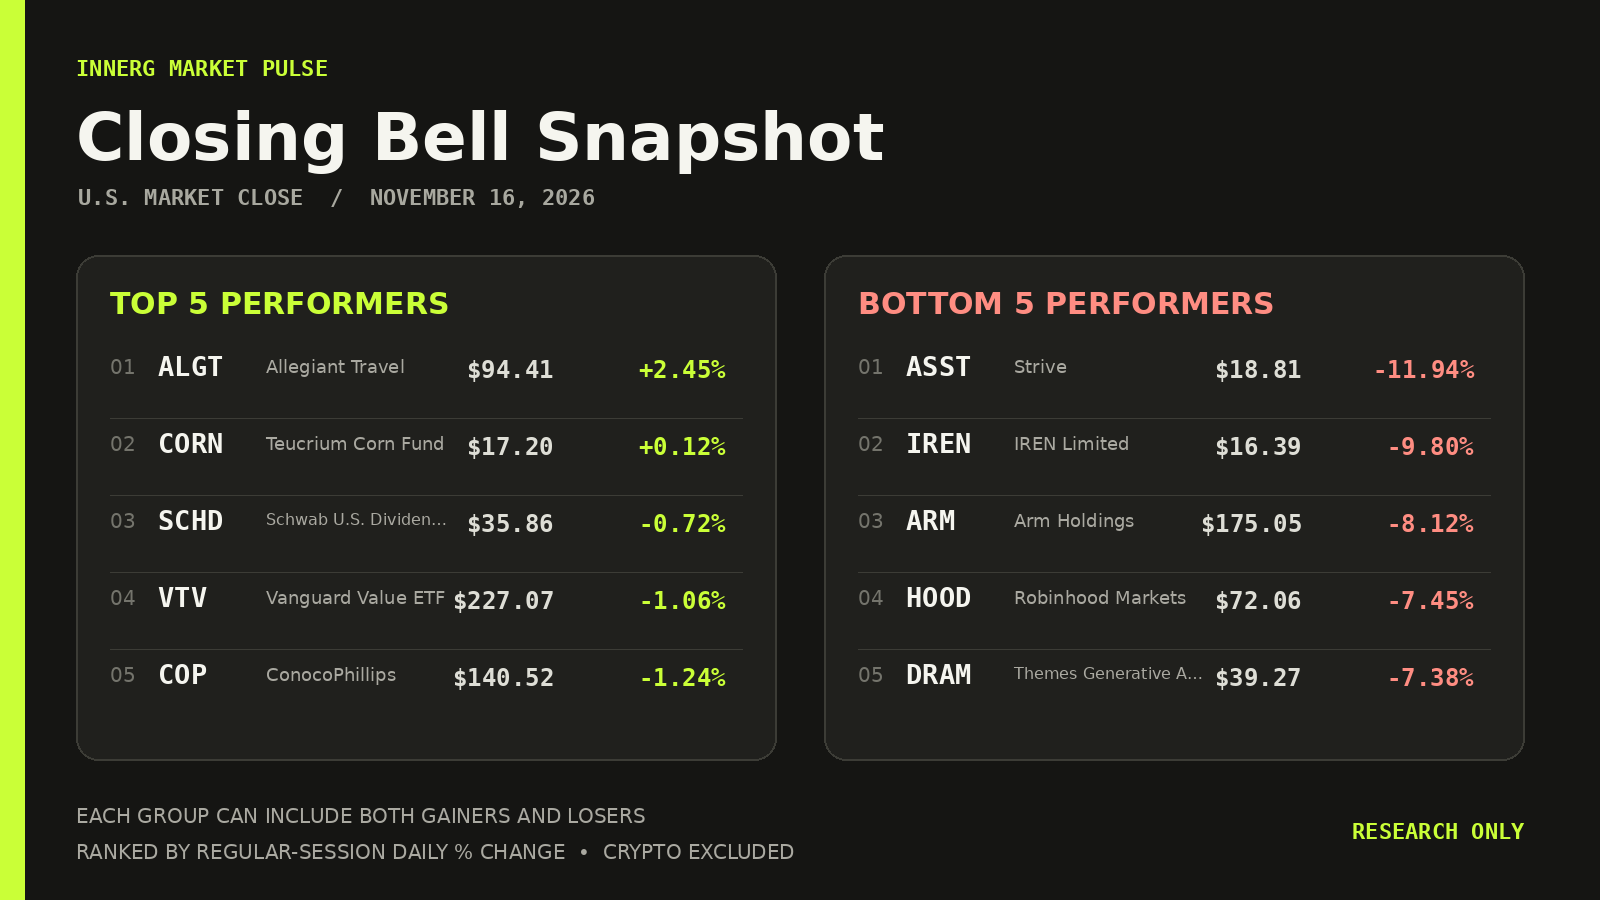 INNERG MARKET PULSE
Closing Bell Snapshot
U.S. MARKET CLOSE / NOVEMBER 16, 2026
TOP 5 PERFORMERS
01 ALGT Allegiant Travel $94.41 +2.45%
02 CORN Teucrium Corn Fund $17.20 +0.12%
03 SCHD Schwab U.S. Dividen... $35.86 -0.72%
04 VTV Vanguard Value ETF $227.07 -1.06%
05 COP ConocoPhillips $140.52 -1.24%
BOTTOM 5 PERFORMERS
01 ASST Strive $18.81 -11.94%
02 IREN IREN Limited $16.39 -9.80%
03 ARM Arm Holdings $175.05 -8.12%
04 HOOD Robinhood Markets $72.06 -7.45%
05 DRAM Themes Generative A... $39.27 -7.38%
EACH GROUP CAN INCLUDE BOTH GAINERS AND LOSERS
RANKED BY REGULAR-SESSION DAILY % CHANGE • CRYPTO EXCLUDED
RESEARCH ONLY